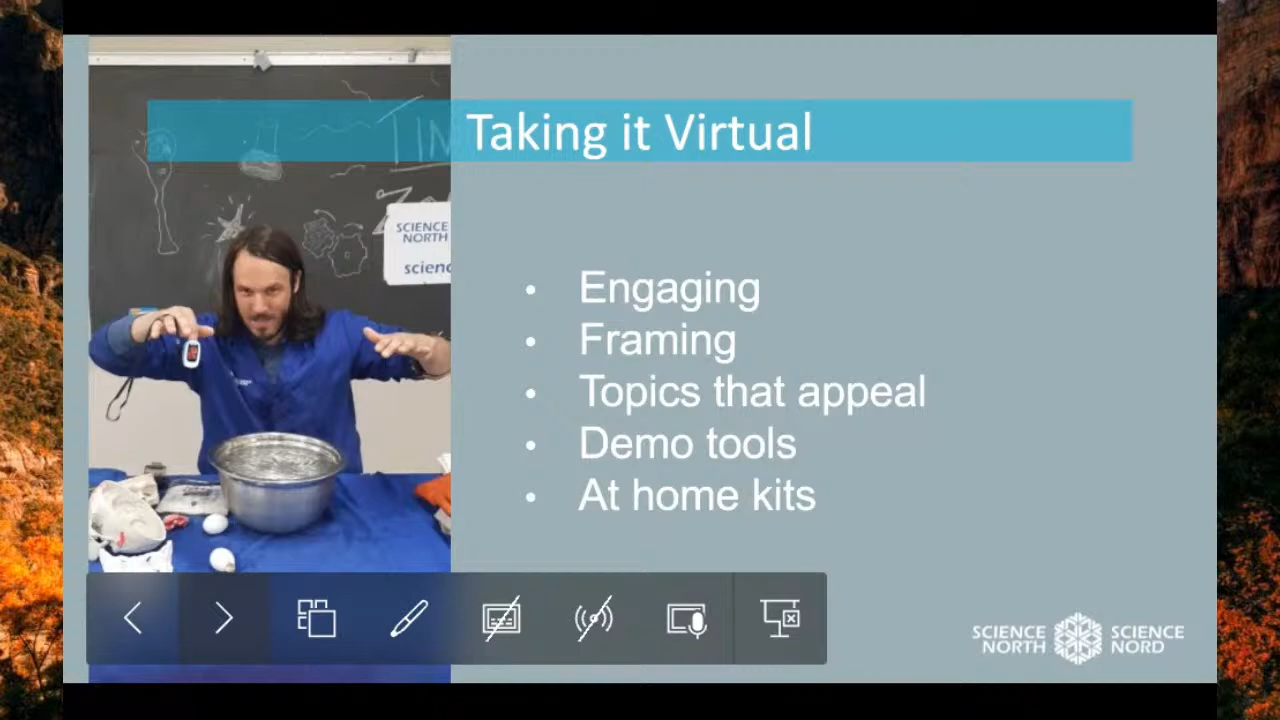 Taking it Virtual
SCIENCE
NORTH
• Engaging
• Framing
• Topics that appeal
• Demo tools
• At home kits
SCIENCE
NORTH
SCIENCE
NORD